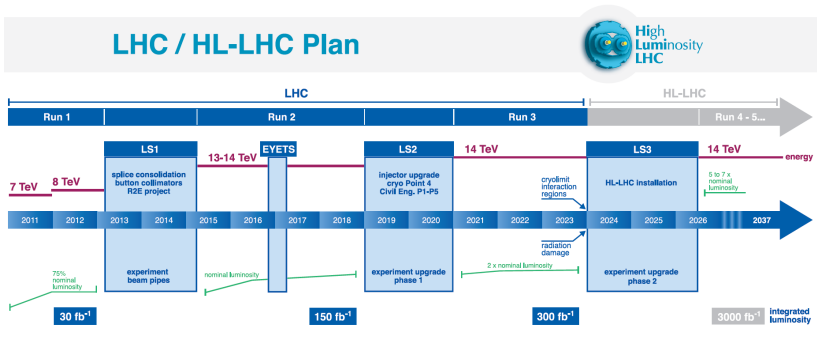 LHC / HL-LHC Plan
High
Luminosity
LHC
LHC
HL-LHC
Run 1
Run 2
Run 3
Run 4 - 5...
LS1
EYETS
LS2
LS3
13-14 TeV
14 TeV
14 TeV
energy
splice consolidation
button collimators
R2E project
injector upgrade
cryo Point 4
Civil Eng. P1-P5
cryolimit
interaction
regions
HL-LHC installation
5 to 7 x
nominal
luminosity
7 TeV
8 TeV
2011
2012
2013
2014
2015
2016
2017
2018
2019
2020
2021
2022
2023
2024
2025
2026
2037
radiation
damage
75%
nominal
luminosity
experiment
beam pipes
nominal luminosity
experiment upgrade
phase 1
2 x nominal luminosity
experiment upgrade
phase 2
30 fb⁻¹
150 fb⁻¹
300 fb⁻¹
3000 fb⁻¹
integrated
luminosity